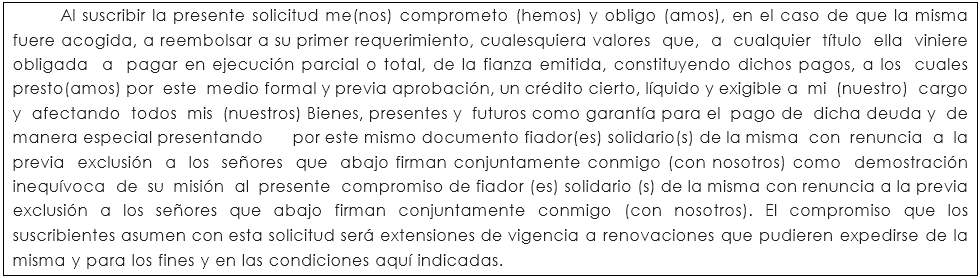 Al suscribir la presente solicitud me(nos) comprometo (hemos) y obligo (amos), en el caso de que la misma
fuere acogida, a reembolsar a su primer requerimiento, cualesquiera valores que, a cualquier título ella viniere
obligada a pagar en ejecución parcial o total, de la fianza emitida, constituyendo dichos pagos, a los cuales
presto(amos) por este medio formal y previa aprobación, un crédito cierto, líquido y exigible a mi (nuestro) cargo
y afectando todos mis (nuestros) Bienes, presentes y futuros como garantía para el pago de dicha deuda y de
manera especial presentando por este mismo documento fiador(es) solidario(s) de la misma con renuncia a la
previa exclusión a los señores que abajo firman conjuntamente conmigo (con nosotros) como demostración
inequívoca de su misión al presente compromiso de fiador (es) solidario (s) de la misma con renuncia a la previa
exclusión a los señores que abajo firman conjuntamente conmigo (con nosotros). El compromiso que los
suscribientes asumen con esta solicitud será extensiones de vigencia a renovaciones que pudieren expedirse de la
misma y para los fines y en las condiciones aquí indicadas.